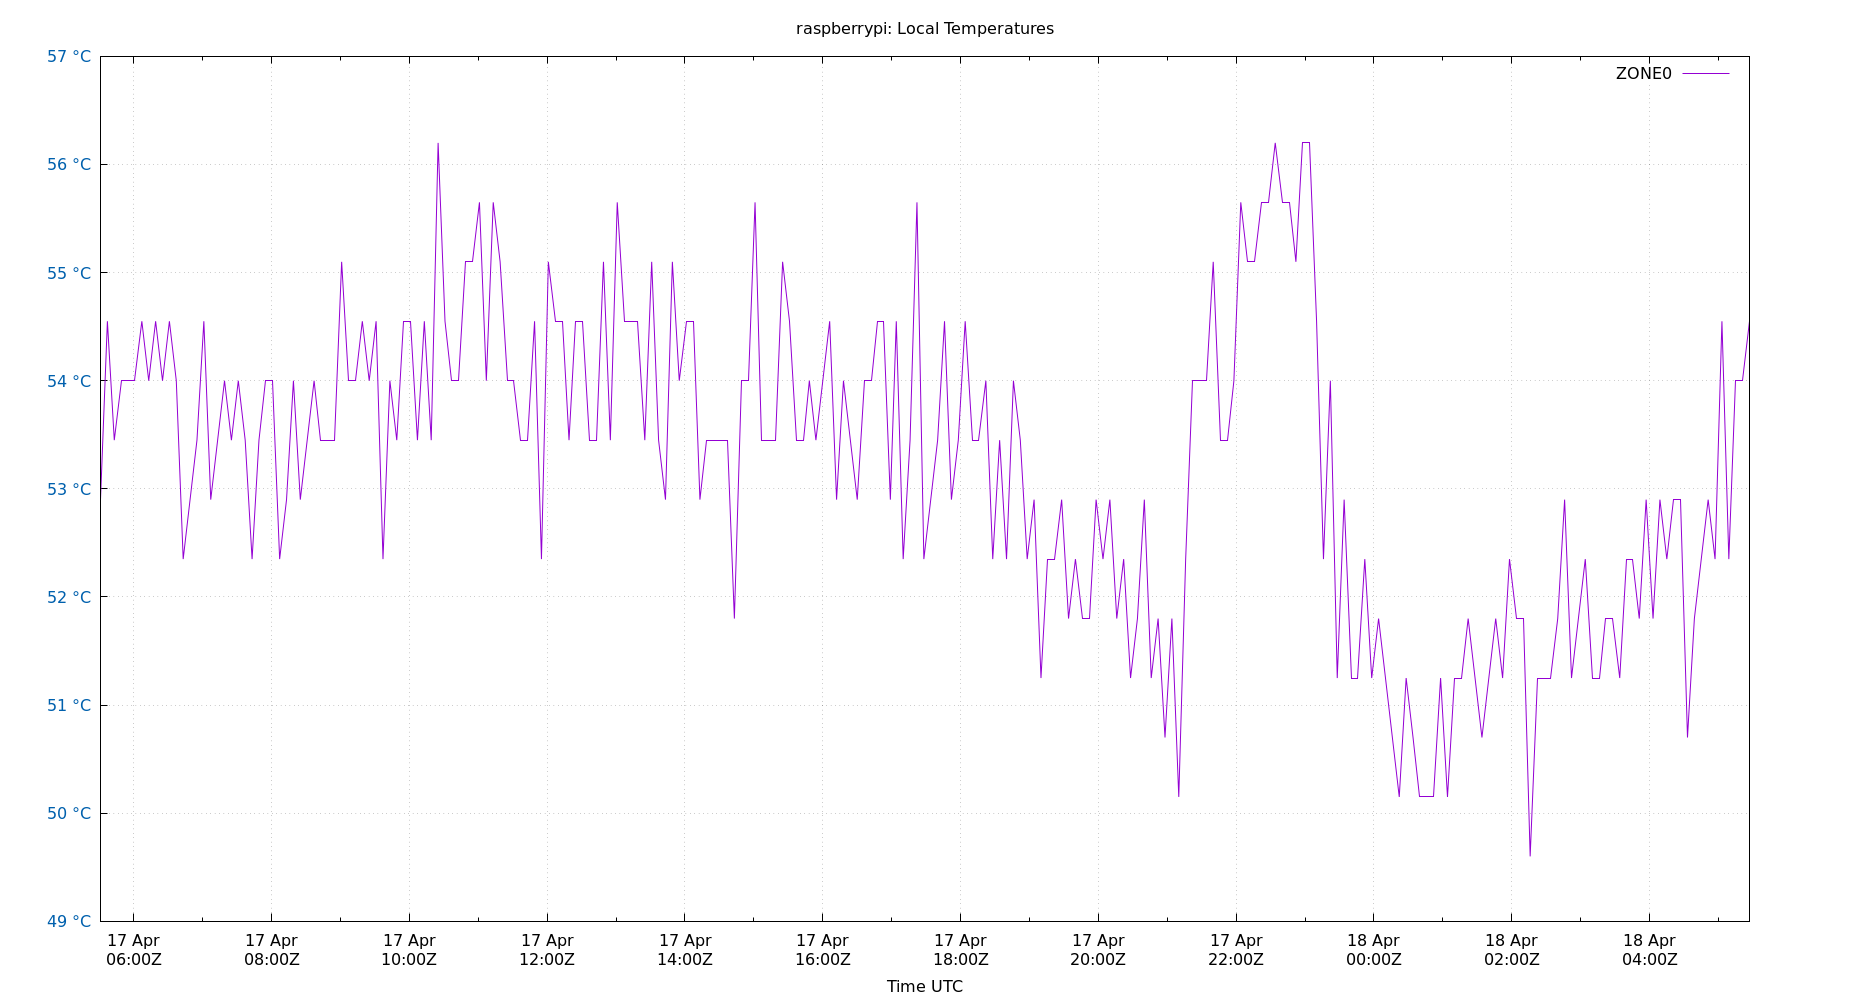 raspberrypi: Local Temperatures
57 °C
ZONE0
56 °C
55 °C
54 °C
53 °C
52 °C
51 °C
50 °C
49 °C
17 Apr 17 Apr 17 Apr 17 Apr 17 Apr 17 Apr 17 Apr 17 Apr 17 Apr 18 Apr 18 Apr 18 Apr
06:00Z 08:00Z 10:00Z 12:00Z 14:00Z 16:00Z 18:00Z 20:00Z 22:00Z 00:00Z 02:00Z 04:00Z
Time UTC